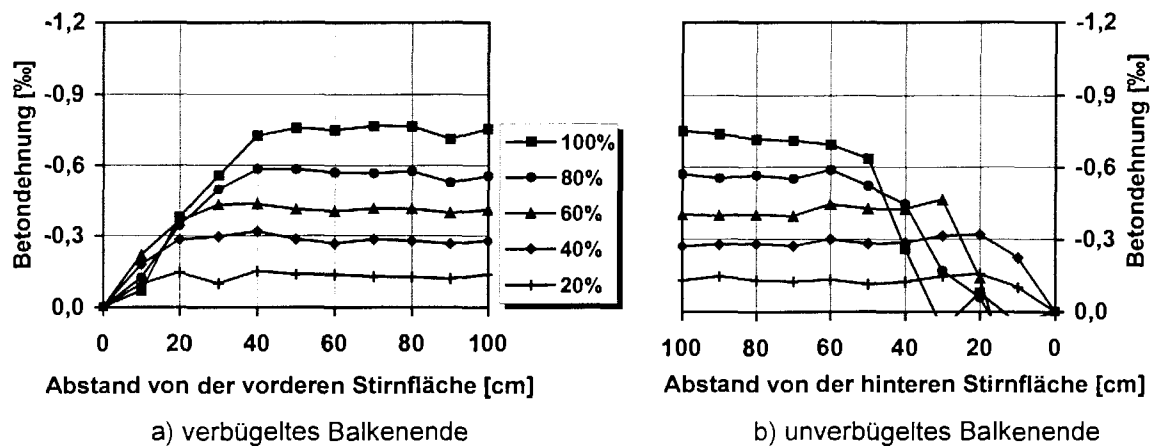 Betondehnung [‰]
-1,2
-0,9
-0,6
-0,3
0,0
0 20 40 60 80 100
Abstand von der vorderen Stirnfläche [cm]
a) verbügeltes Balkenende
100%
80%
60%
40%
20%
-1,2
-0,9
-0,6
-0,3
0,0
Betondehnung [‰]
100 80 60 40 20 0
Abstand von der hinteren Stirnfläche [cm]
b) unverbügeltes Balkenende